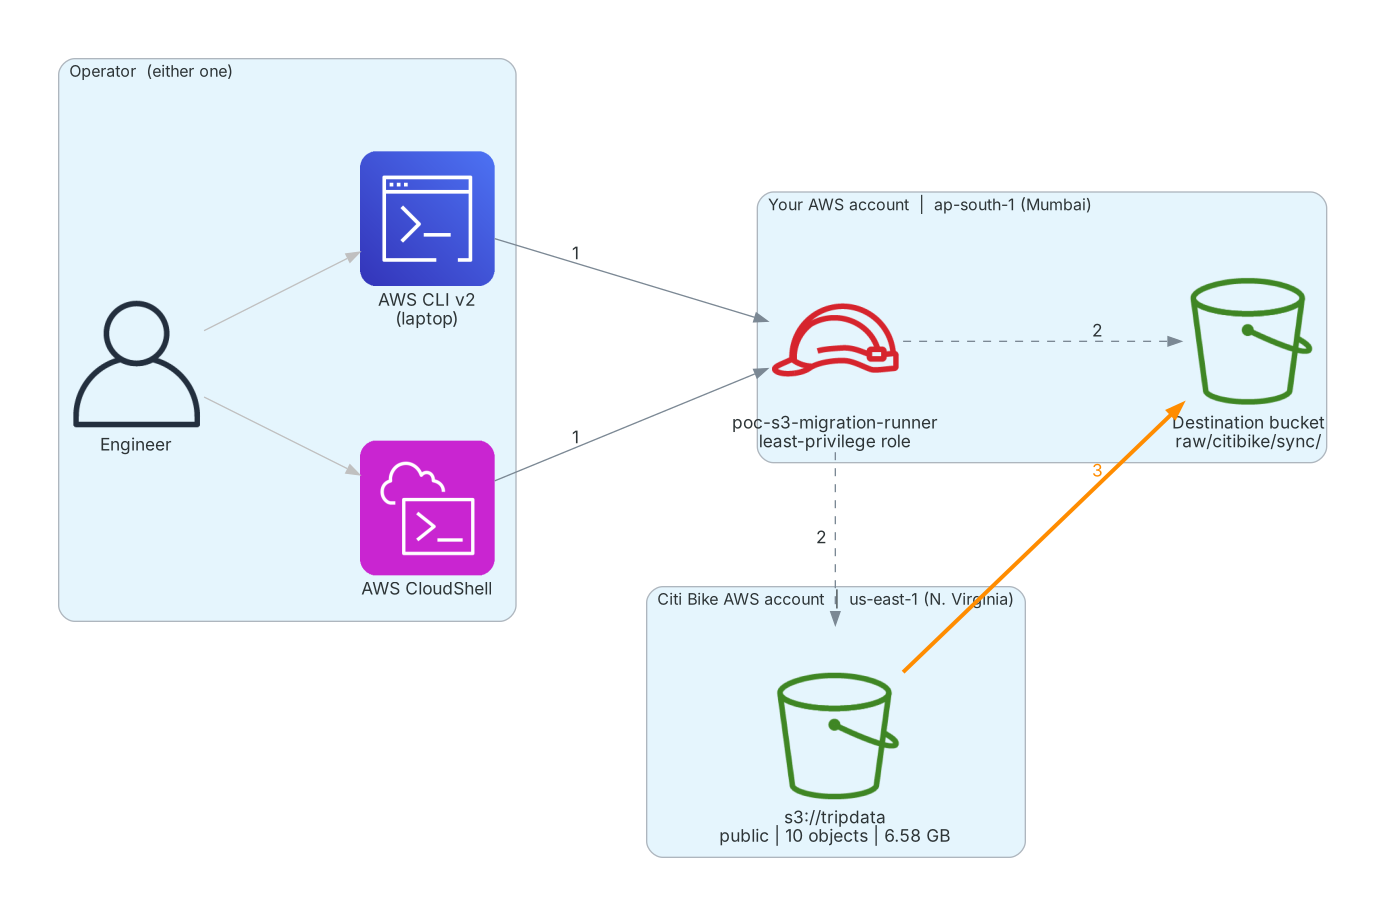 Operator  (either one)
AWS CLI v2
(laptop)
Engineer
AWS CloudShell
1
1
Your AWS account  |  ap-south-1 (Mumbai)
poc-s3-migration-runner
least-privilege role
2
Destination bucket
raw/citibike/sync/
3
2
Citi Bike AWS account  |  us-east-1 (N. Virginia)
s3://tripdata
public | 10 objects | 6.58 GB